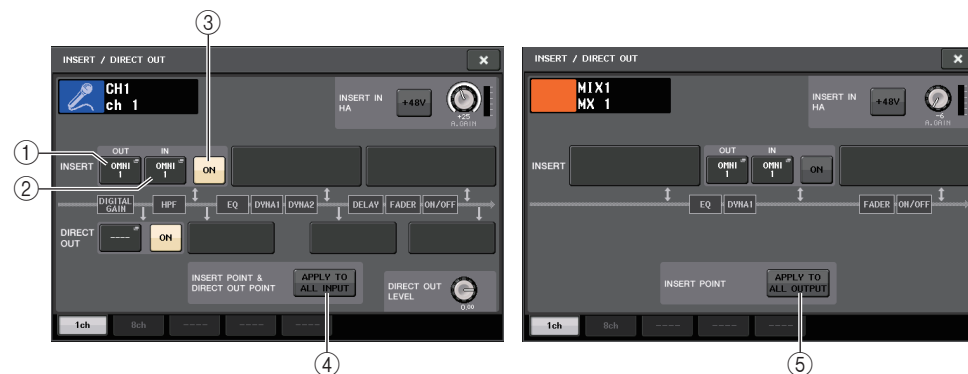 ③
INSERT / DIRECT OUT
×
CH1
ch 1
INSERT IN
HA
+48V
+25
A.GAIN
①
②
INSERT
OUT
IN
OMNI
1
OMNI
1
ON
DIGITAL
GAIN
HPF
EQ
DYNA1
DYNA2
DELAY
FADER
ON/OFF
DIRECT
OUT
----
ON
INSERT POINT &
DIRECT OUT POINT
APPLY TO
ALL INPUT
DIRECT OUT
LEVEL
0.00
1ch
8ch
----
----
----
④
INSERT / DIRECT OUT
×
MIX1
MX 1
INSERT IN
HA
+48V
-6
A.GAIN
INSERT
OUT
IN
OMNI
1
OMNI
1
ON
EQ
DYNA1
FADER
ON/OFF
INSERT POINT
APPLY TO
ALL OUTPUT
1ch
8ch
----
----
----
⑤